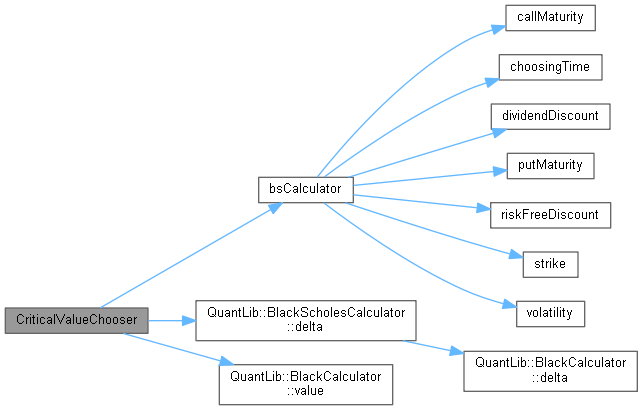 callMaturity
choosingTime
dividendDiscount
putMaturity
bsCalculator
riskFreeDiscount
strike
volatility
CriticalValueChooser
QuantLib::BlackScholesCalculator
::delta
QuantLib::BlackCalculator
::delta
QuantLib::BlackCalculator
::value